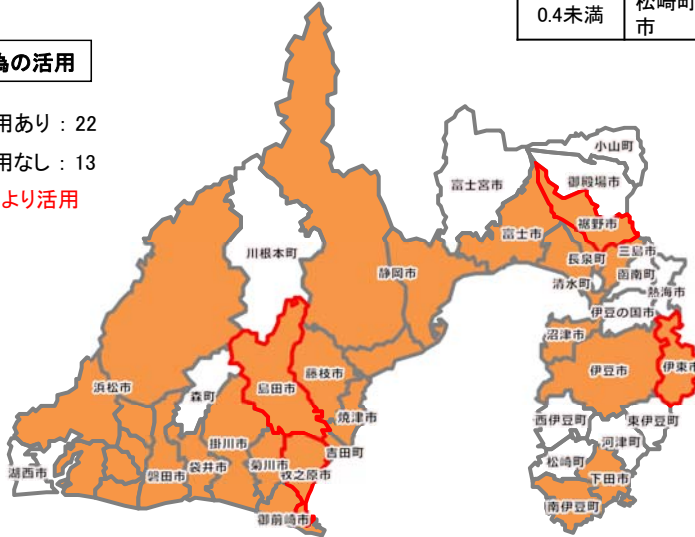 0.4未満
松崎町
市
為の活用
用あり : 22
用なし : 13
より活用
小山町
富士宮市
御殿場市
裾野市
富士市
三島市
長泉町
函南町
清水町
熱海市
伊豆の国市
川根本町
静岡市
沼津市
伊豆市
伊東市
藤枝市
島田市
浜松市
森町
焼津市
西伊豆町
東伊豆町
吉田町
掛川市
河津町
湖西市
磐田市
袋井市
菊川市
牧之原市
松崎町
下田市
南伊豆町
御前崎市